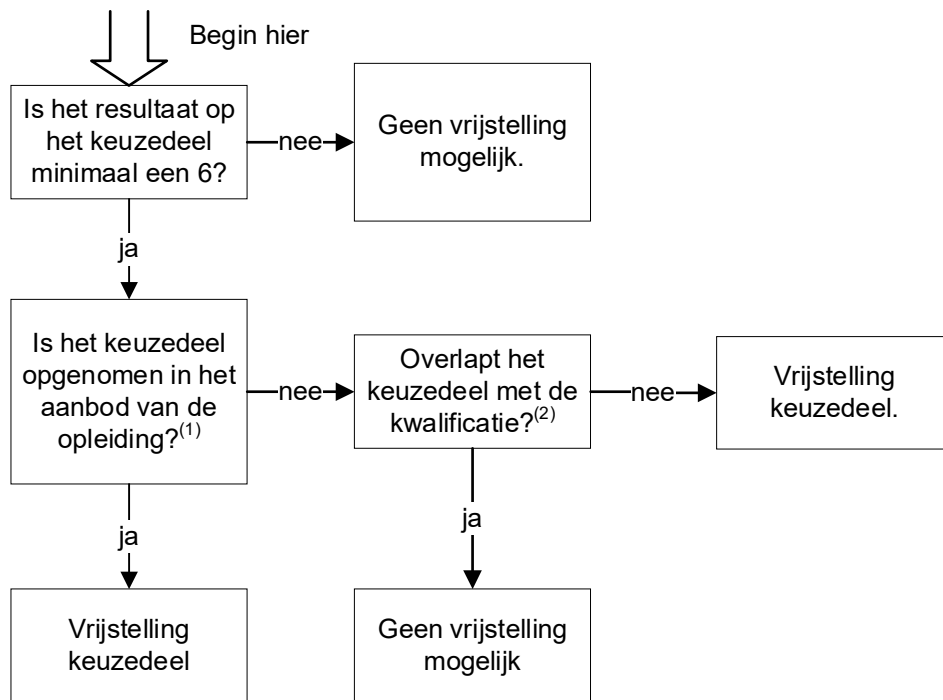 Begin hier
Is het resultaat op
het keuzedeel
minimaal een 6?
nee
Geen vrijstelling
mogelijk.
ja
Is het keuzedeel
opgenomen in het
aanbod van de
opleiding?(1)
nee
Overlapt het
keuzedeel met de
kwalificatie?(2)
nee
Vrijstelling
keuzedeel.
ja
ja
Vrijstelling
keuzedeel
Geen vrijstelling
mogelijk